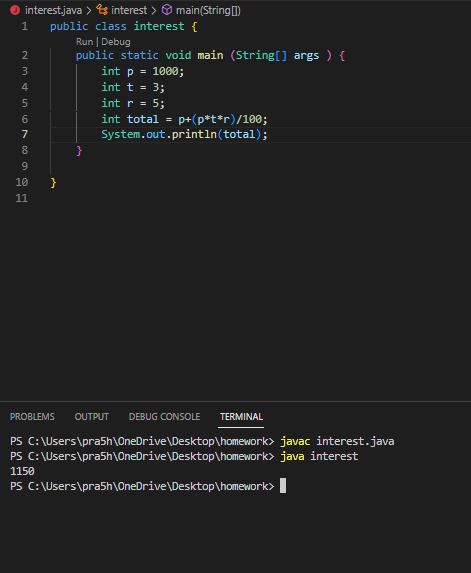 interest.java > interest > main(String[])
1 public class interest {
Run | Debug
2 public static void main (String[] args ) {
3 int p = 1000;
4 int t = 3;
5 int r = 5;
6 int total = p+(p*t*r)/100;
7 System.out.println(total);
8 }
9
10 }
11
PROBLEMS OUTPUT DEBUG CONSOLE TERMINAL
PS C:\Users\pra5h\OneDrive\Desktop\homework> javac interest.java
PS C:\Users\pra5h\OneDrive\Desktop\homework> java interest
1150
PS C:\Users\pra5h\OneDrive\Desktop\homework>